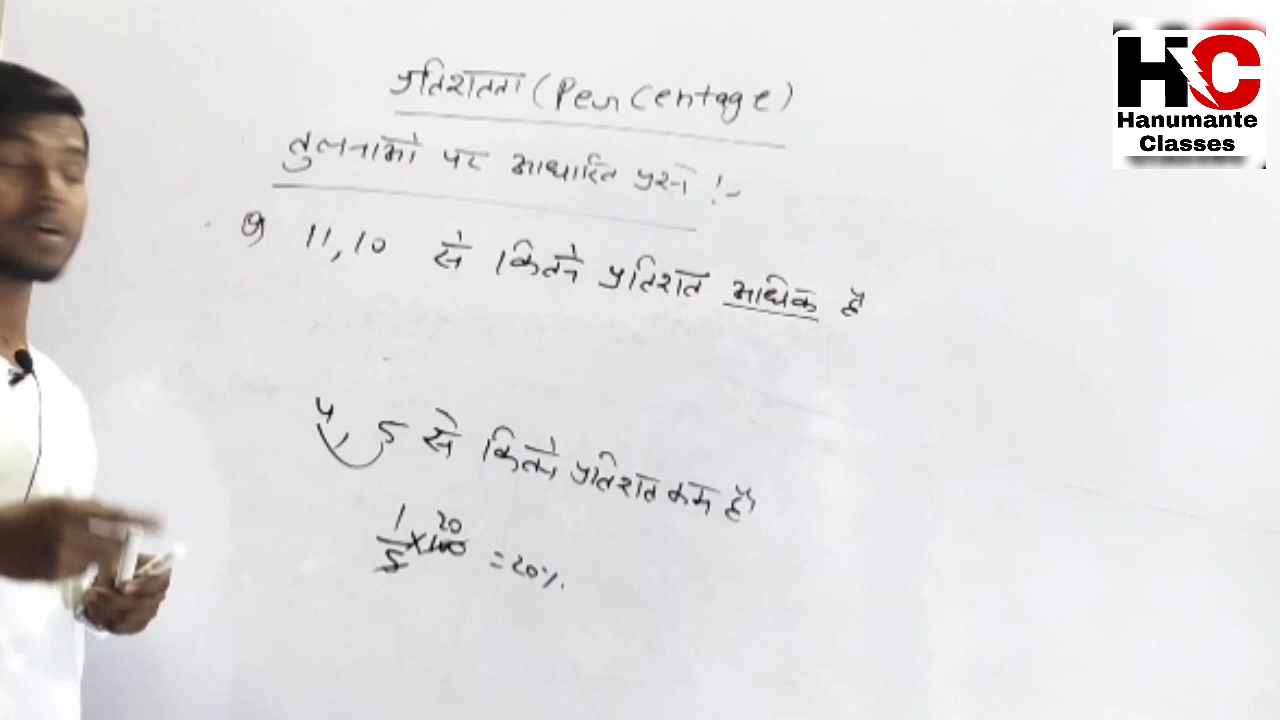 HC
Hanumante
Classes
प्रतिशतता (Percentage)
तुलनाओं पर आधारित प्रश्न :-
11,10 से कितने प्रतिशत अधिक है
4, 5 से कितने प्रतिशत कम है
1/5 × 100 20 = 20%